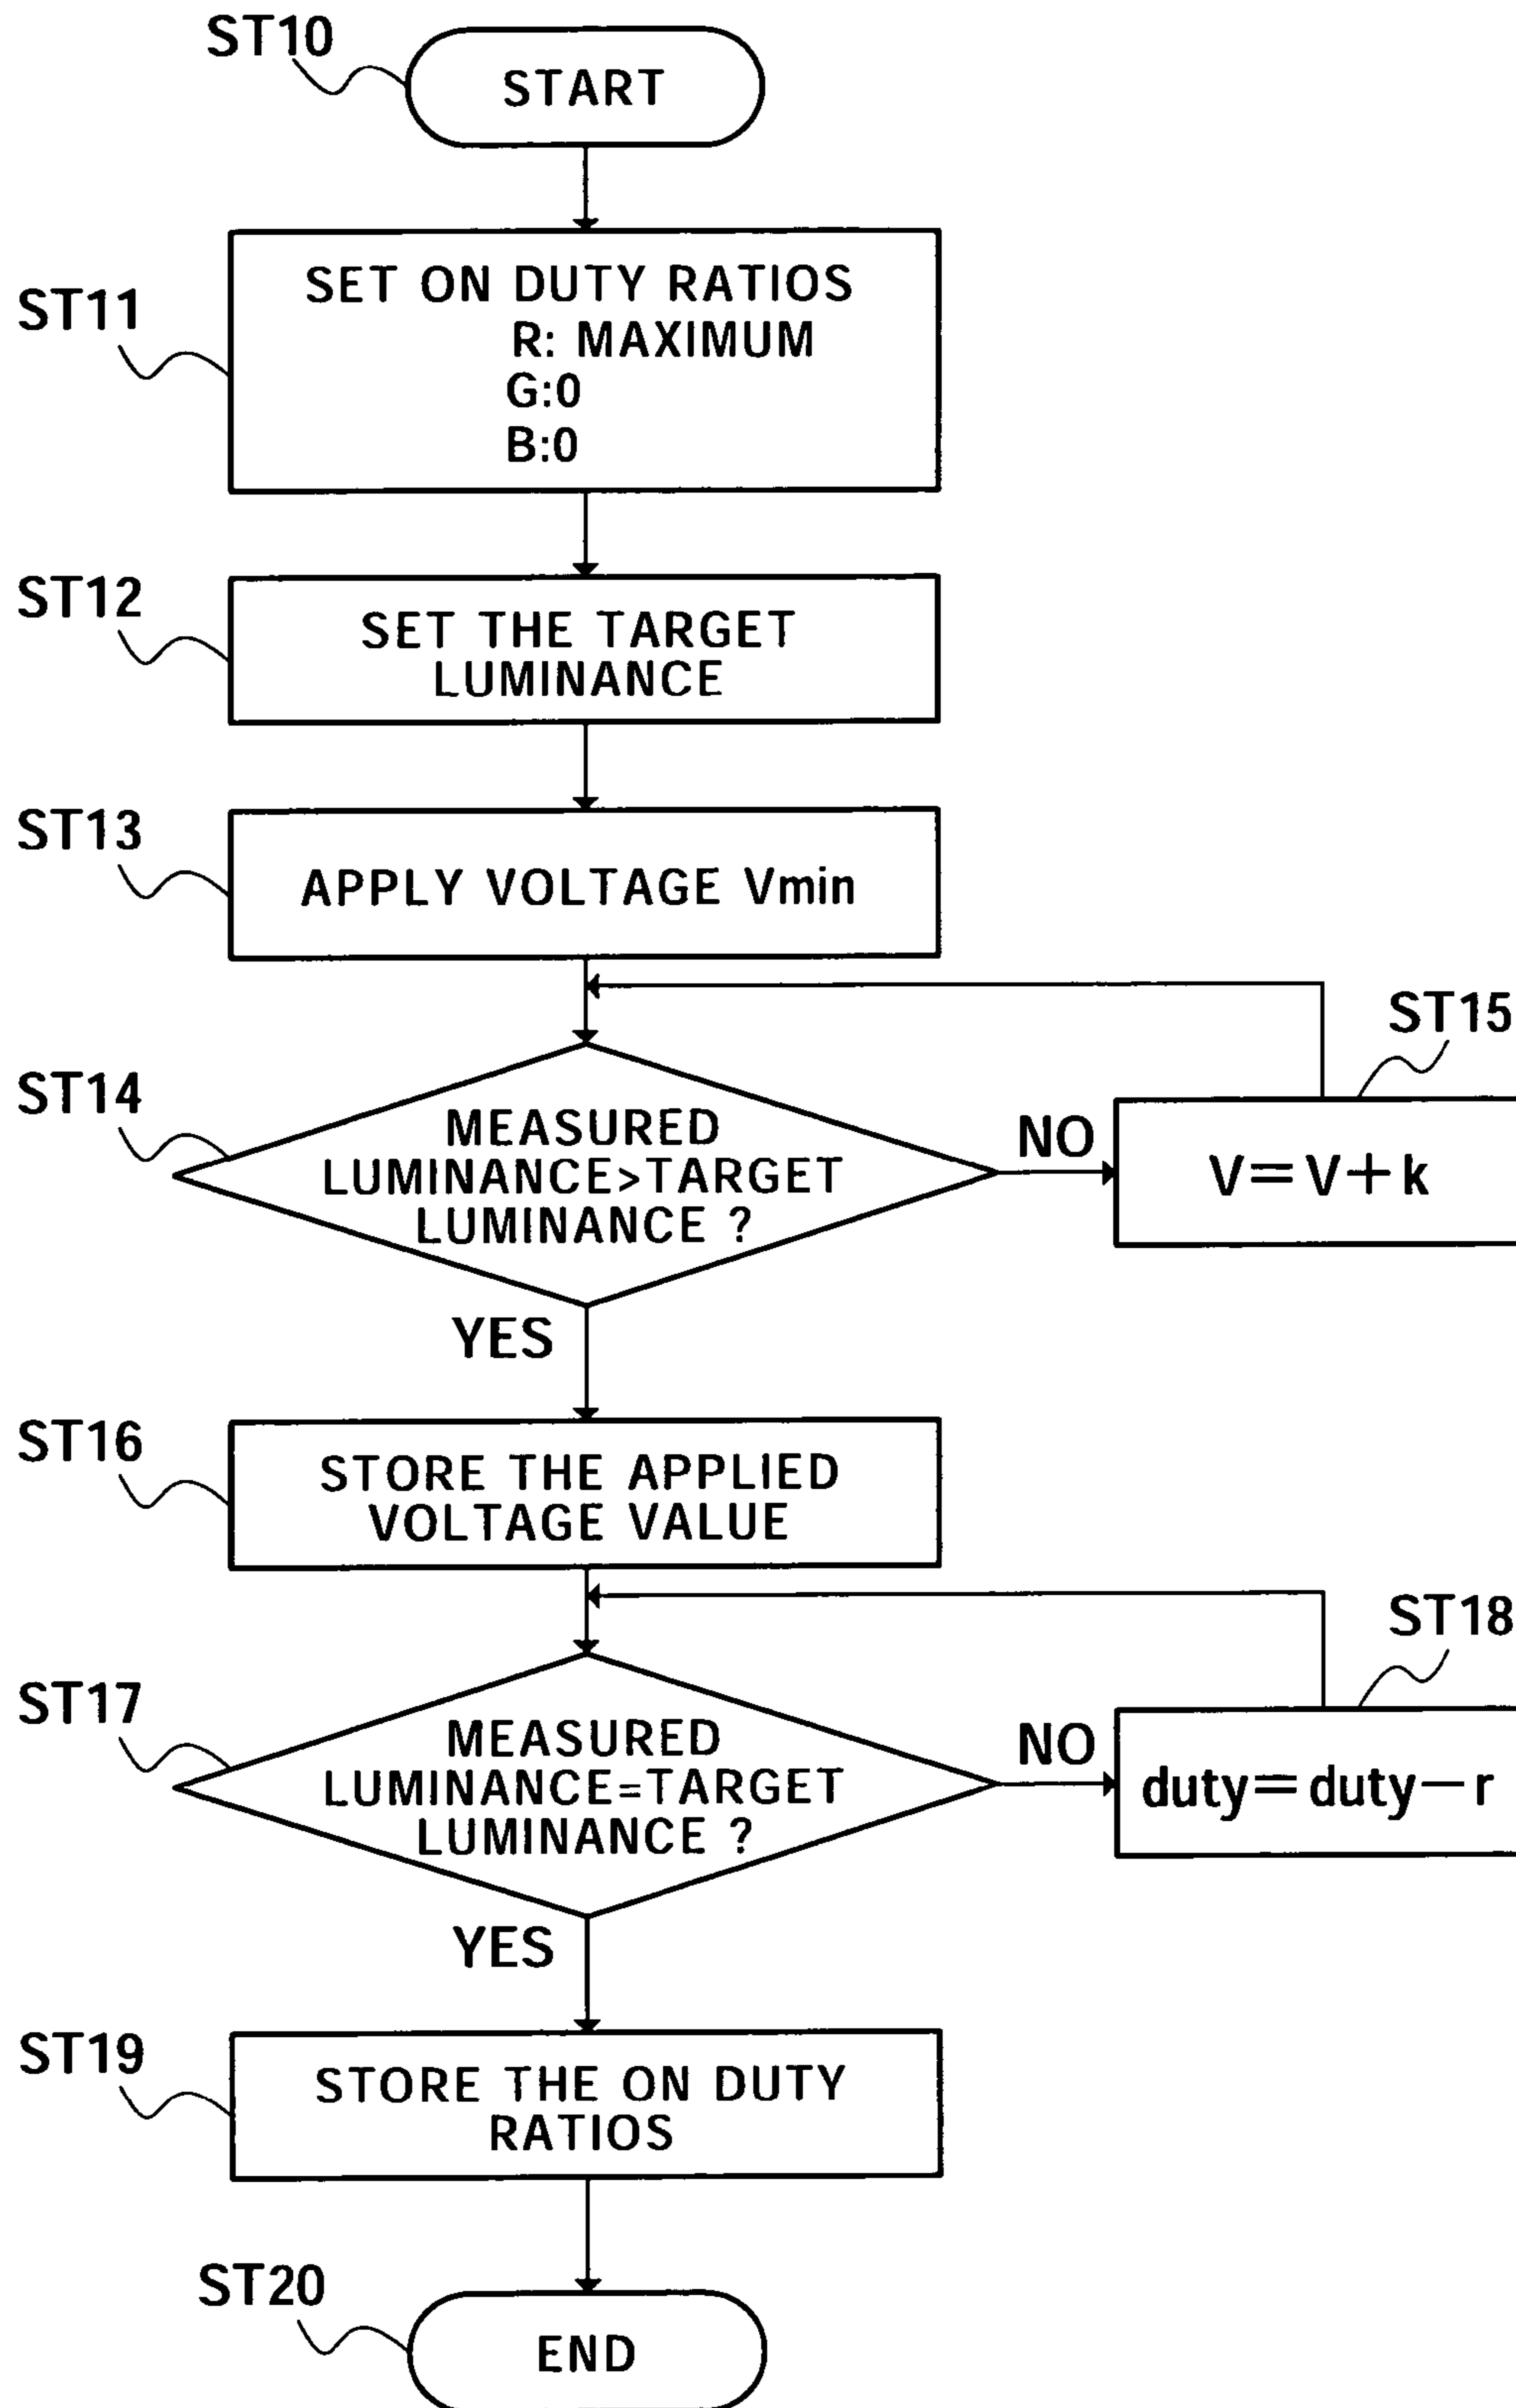 ST10
START
ST11
SET ON DUTY RATIOS
R: MAXIMUM
G:0
B:0
ST12
SET THE TARGET
LUMINANCE
ST13
APPLY VOLTAGE Vmin
ST14
MEASURED
LUMINANCE>TARGET
LUMINANCE ?
NO
ST15
V=V+k
YES
ST16
STORE THE APPLIED
VOLTAGE VALUE
ST17
MEASURED
LUMINANCE=TARGET
LUMINANCE ?
NO
ST18
duty=duty−r
YES
ST19
STORE THE ON DUTY
RATIOS
ST20
END